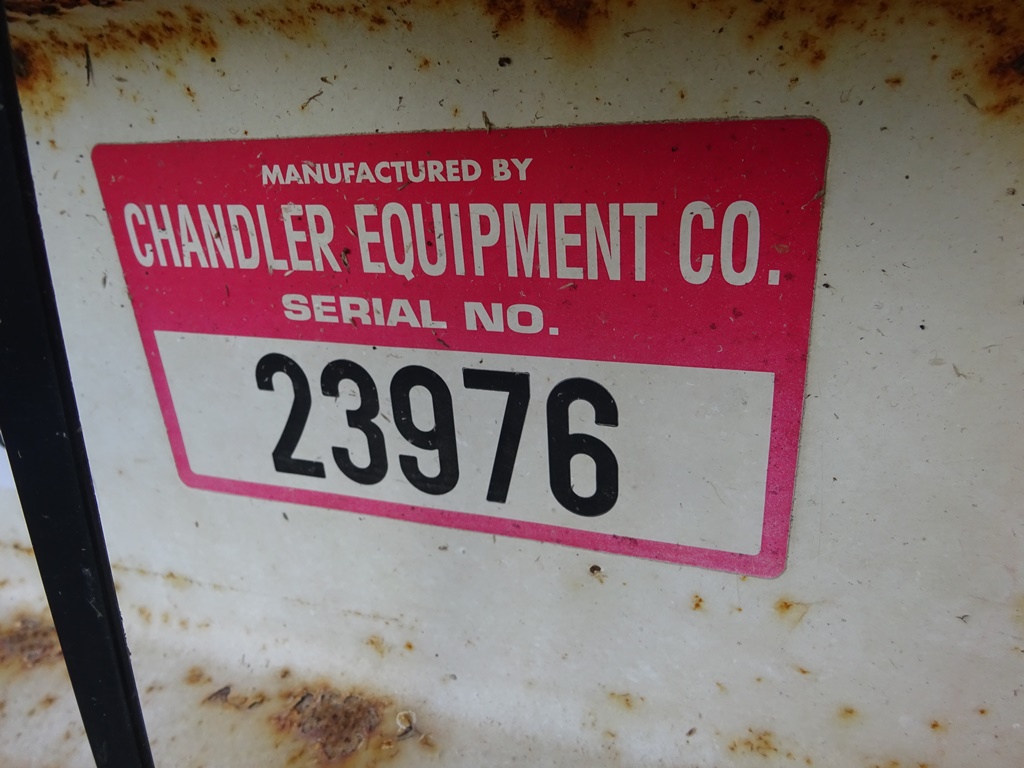 MANUFACTURED BY
CHANDLER EQUIPMENT CO.
SERIAL NO.
23976